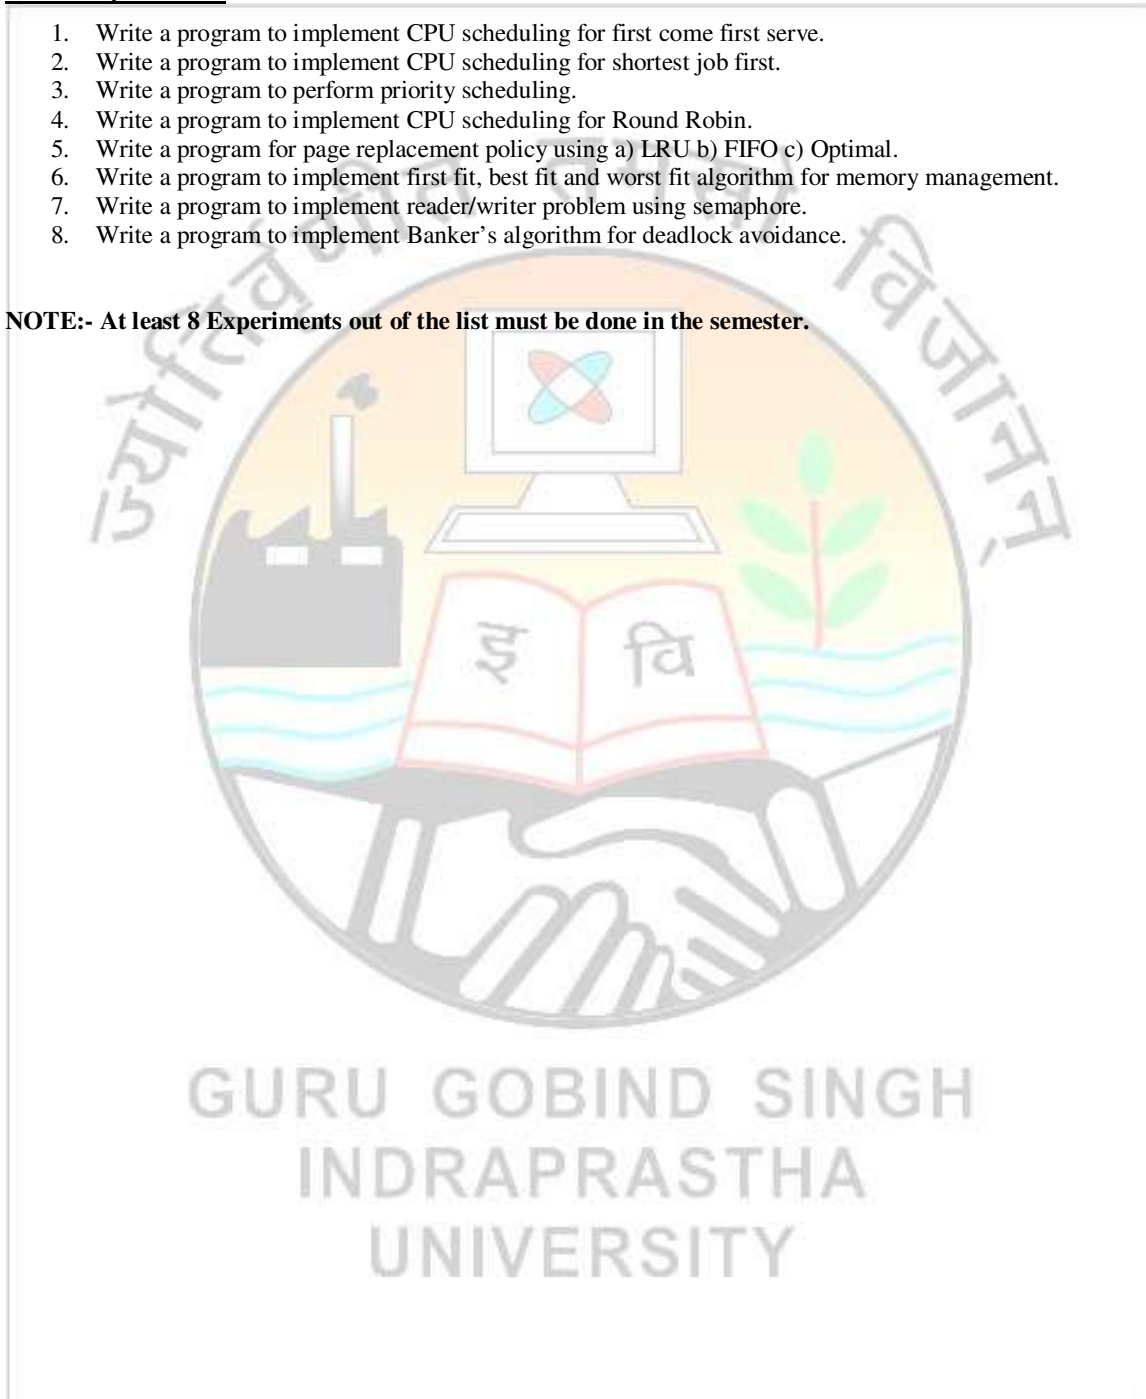 1. Write a program to implement CPU scheduling for first come first serve.
2. Write a program to implement CPU scheduling for shortest job first.
3. Write a program to perform priority scheduling.
4. Write a program to implement CPU scheduling for Round Robin.
5. Write a program for page replacement policy using a) LRU b) FIFO c) Optimal.
6. Write a program to implement first fit, best fit and worst fit algorithm for memory management.
7. Write a program to implement reader/writer problem using semaphore.
8. Write a program to implement Banker's algorithm for deadlock avoidance.
NOTE:- At least 8 Experiments out of the list must be done in the semester.
ज्योतिर्वृणीत तमसो विजानन्
इ वि
GURU GOBIND SINGH
INDRAPRASTHA
UNIVERSITY